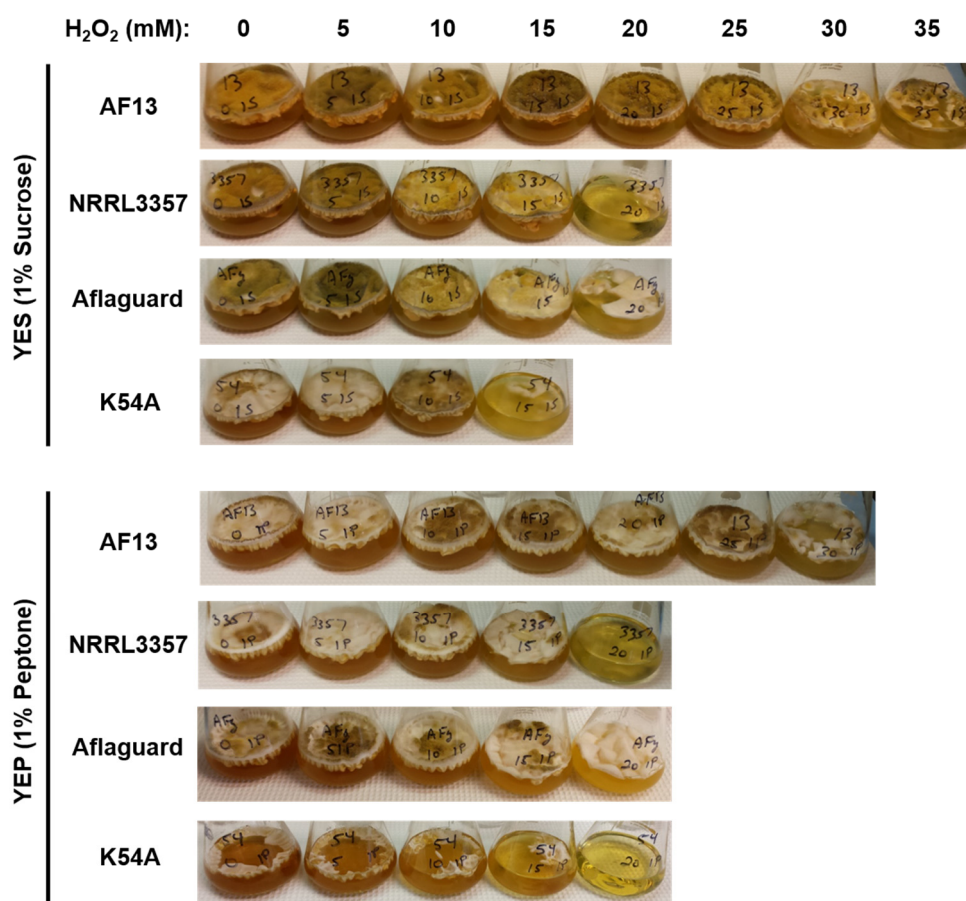 H₂O₂ (mM): 0 5 10 15 20 25 30 35
YES (1% Sucrose)
AF13
13 0 1S
13 5 1S
13 10 1S
13 15 1S
13 20 1S
13 25 1S
13 30 1S
13 35 1S
NRRL3357
3357 0 1S
3357 5 1S
3357 10 1S
3357 15 1S
3357 20
Aflaguard
AFg 0 1S
AFg 5 1S
AFg 10 1S
AFg 15
AFg 20
K54A
54 0 1S
54 5 1S
54 10 1S
54 15 1S
YEP (1% Peptone)
AF13
AF13 0 1P
AF13 5 1P
AF13 10 1P
AF13 15 1P
AF13 20 1P
13 25 1P
13 30 1P
NRRL3357
3357 0 1P
3357 5 1P
3357 10 1P
3357 15
3357 20 1P
Aflaguard
AFg 0 1P
AFg 5 1P
AFg 10 1P
AFg 15 1P
AFg 20 1P
K54A
54 0 1P
54 5 1P
54 10 1P
54 15 1P
54 20 1P